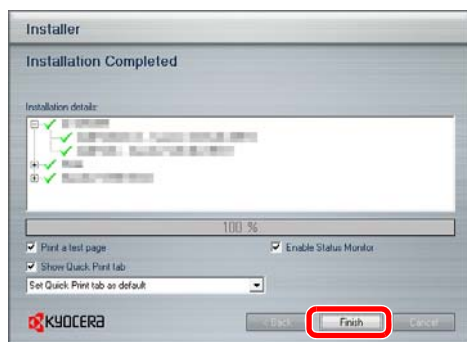 Installer
Installation Completed
Installation details:
100 %
Print a test page
Enable Status Monitor
Show Quick Print tab
Set Quick Print tab as default
KYOCERA
< Back
Finish
Cancel